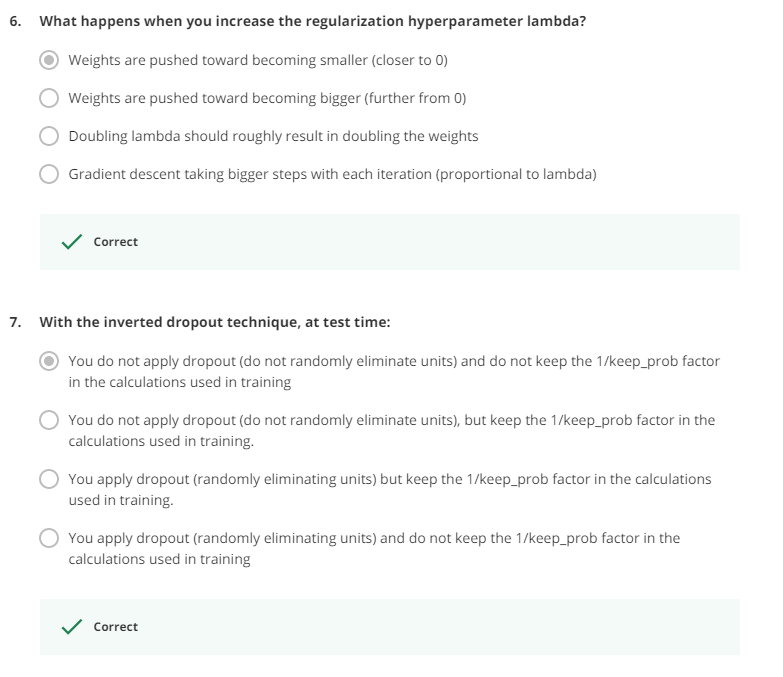 6. What happens when you increase the regularization hyperparameter lambda?
Weights are pushed toward becoming smaller (closer to 0)
Weights are pushed toward becoming bigger (further from 0)
Doubling lambda should roughly result in doubling the weights
Gradient descent taking bigger steps with each iteration (proportional to lambda)
Correct
7. With the inverted dropout technique, at test time:
You do not apply dropout (do not randomly eliminate units) and do not keep the 1/keep_prob factor
in the calculations used in training
You do not apply dropout (do not randomly eliminate units), but keep the 1/keep_prob factor in the
calculations used in training.
You apply dropout (randomly eliminating units) but keep the 1/keep_prob factor in the calculations
used in training.
You apply dropout (randomly eliminating units) and do not keep the 1/keep_prob factor in the
calculations used in training
Correct